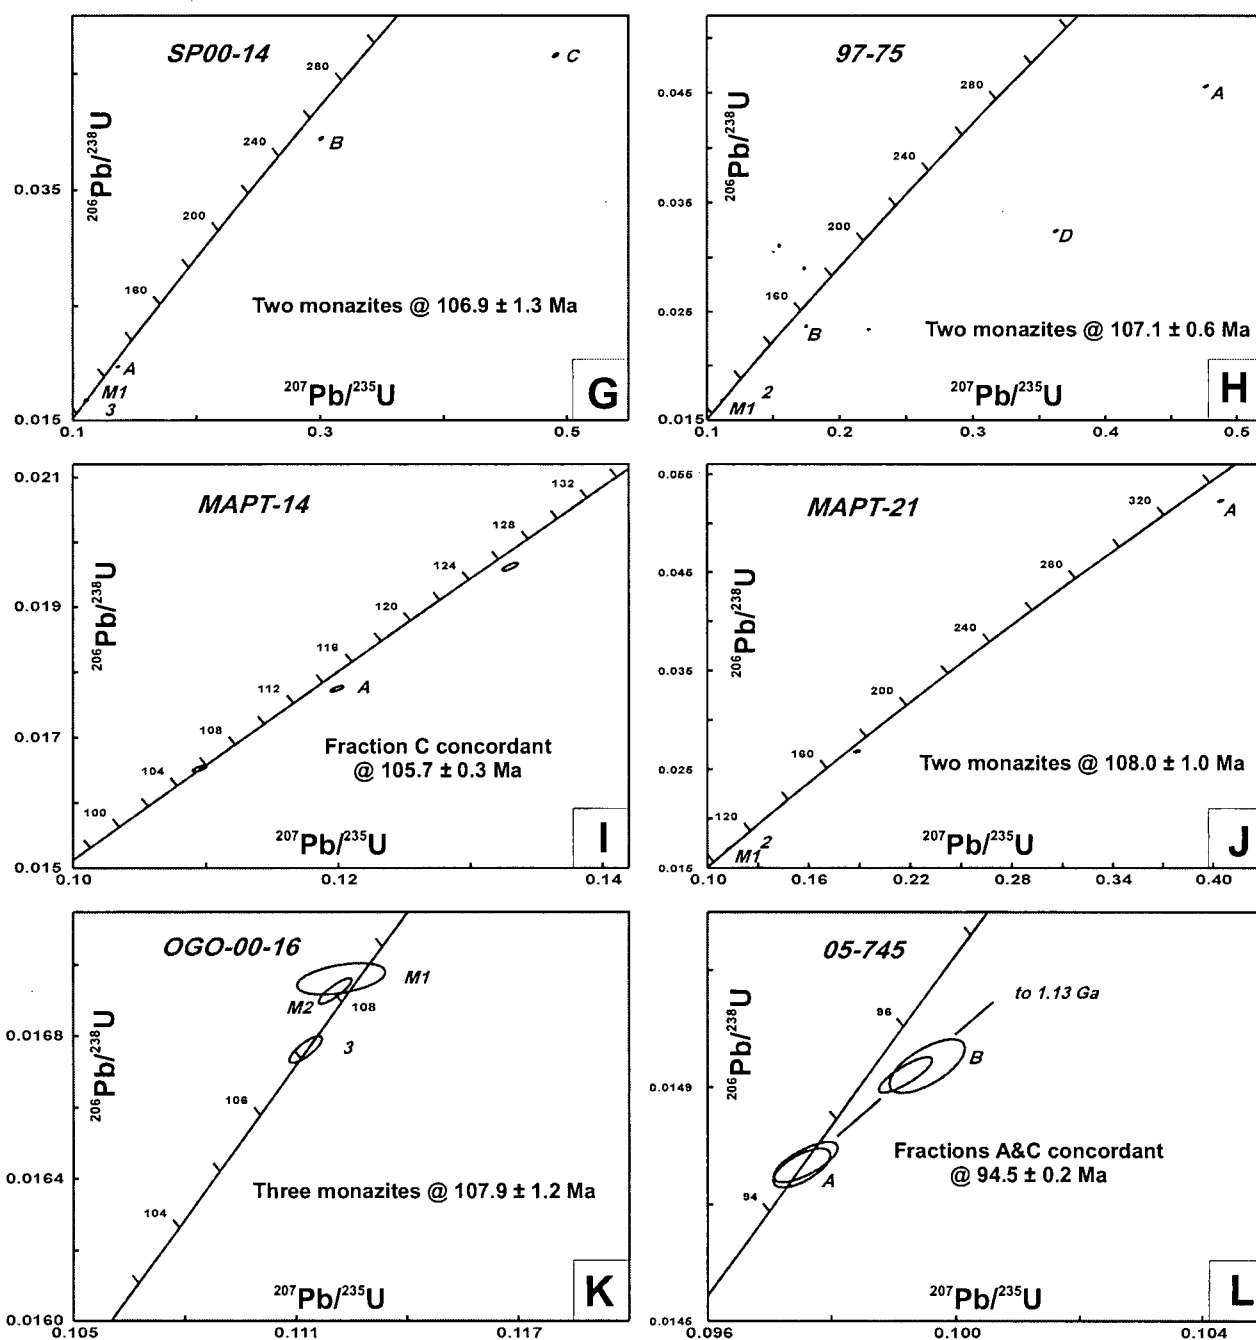 SP00-14
280
C
240
B
0.035
206Pb/238U
200
160
Two monazites @ 106.9 ± 1.3 Ma
A
M1
3
207Pb/235U
G
0.015
0.1
0.3
0.5
97-75
0.045
280
A
206Pb/238U
240
0.035
200
D
160
0.025
B
Two monazites @ 107.1 ± 0.6 Ma
2
M1
207Pb/235U
H
0.015
0.1
0.2
0.3
0.4
0.5
0.021
MAPT-14
132
128
124
206Pb/238U
0.019
120
116
112
A
108
0.017
Fraction C concordant
@ 105.7 ± 0.3 Ma
104
100
207Pb/235U
I
0.015
0.10
0.12
0.14
0.056
MAPT-21
320
A
280
0.046
206Pb/238U
240
0.035
200
160
0.025
Two monazites @ 108.0 ± 1.0 Ma
120
M1
2
207Pb/235U
J
0.015
0.10
0.16
0.22
0.28
0.34
0.40
OGO-00-16
M1
M2
108
206Pb/238U
0.0168
3
106
0.0164
Three monazites @ 107.9 ± 1.2 Ma
104
207Pb/235U
K
0.0160
0.105
0.111
0.117
05-745
to 1.13 Ga
96
206Pb/238U
B
0.0149
Fractions A&C concordant
@ 94.5 ± 0.2 Ma
A
94
207Pb/235U
L
0.0146
0.096
0.100
0.104